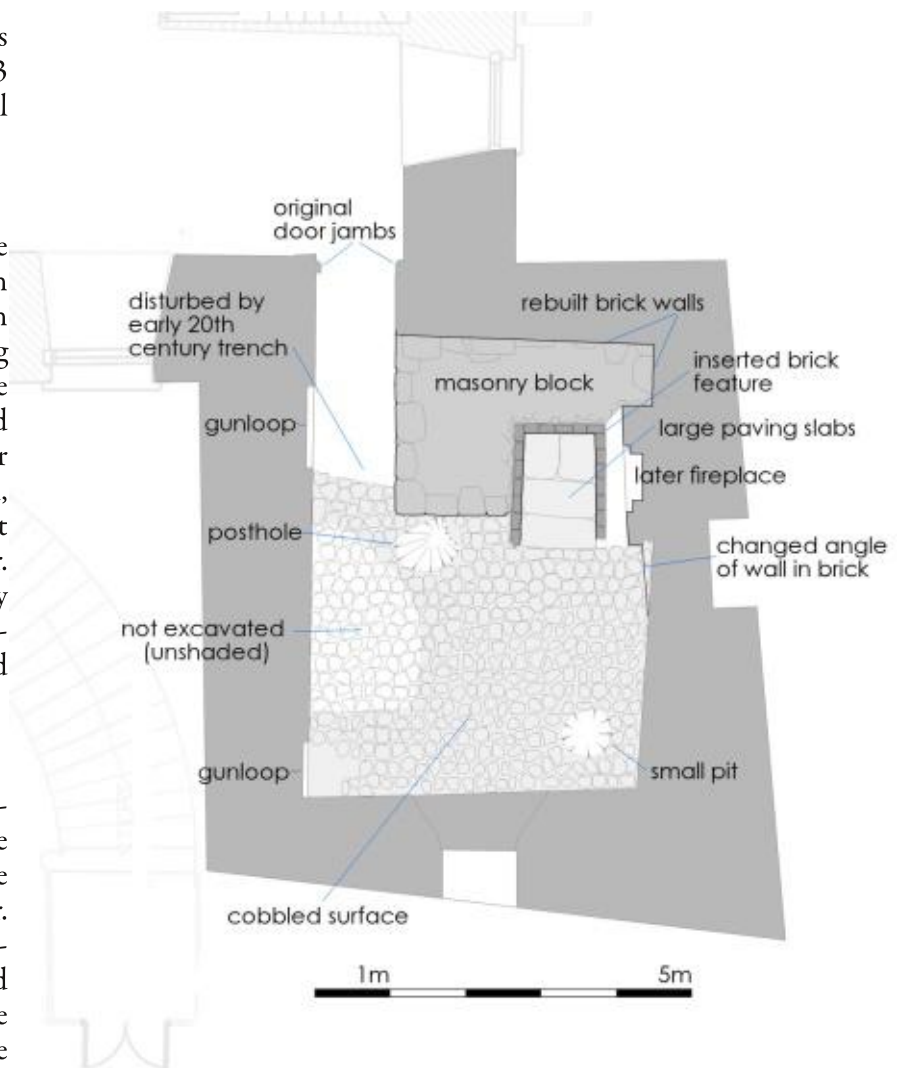 original
door jambs
disturbed by
early 20th
century trench
rebuilt brick walls
inserted brick
feature
masonry block
gunloop
large paving slabs
later fireplace
posthole
changed angle
of wall in brick
not excavated
(unshaded)
gunloop
small pit
cobbled surface
1m 5m